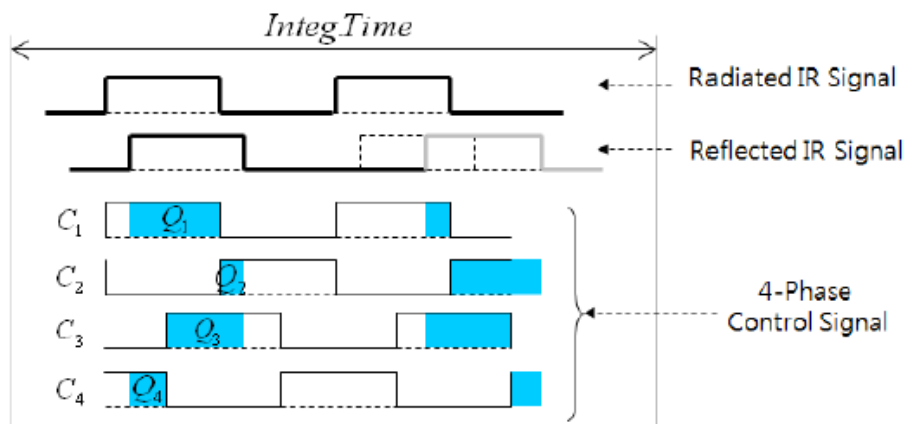 IntegTime
Radiated IR Signal
Reflected IR Signal
C1 Q1
C2 Q2
C3 Q3
C4 Q4
4-Phase
Control Signal